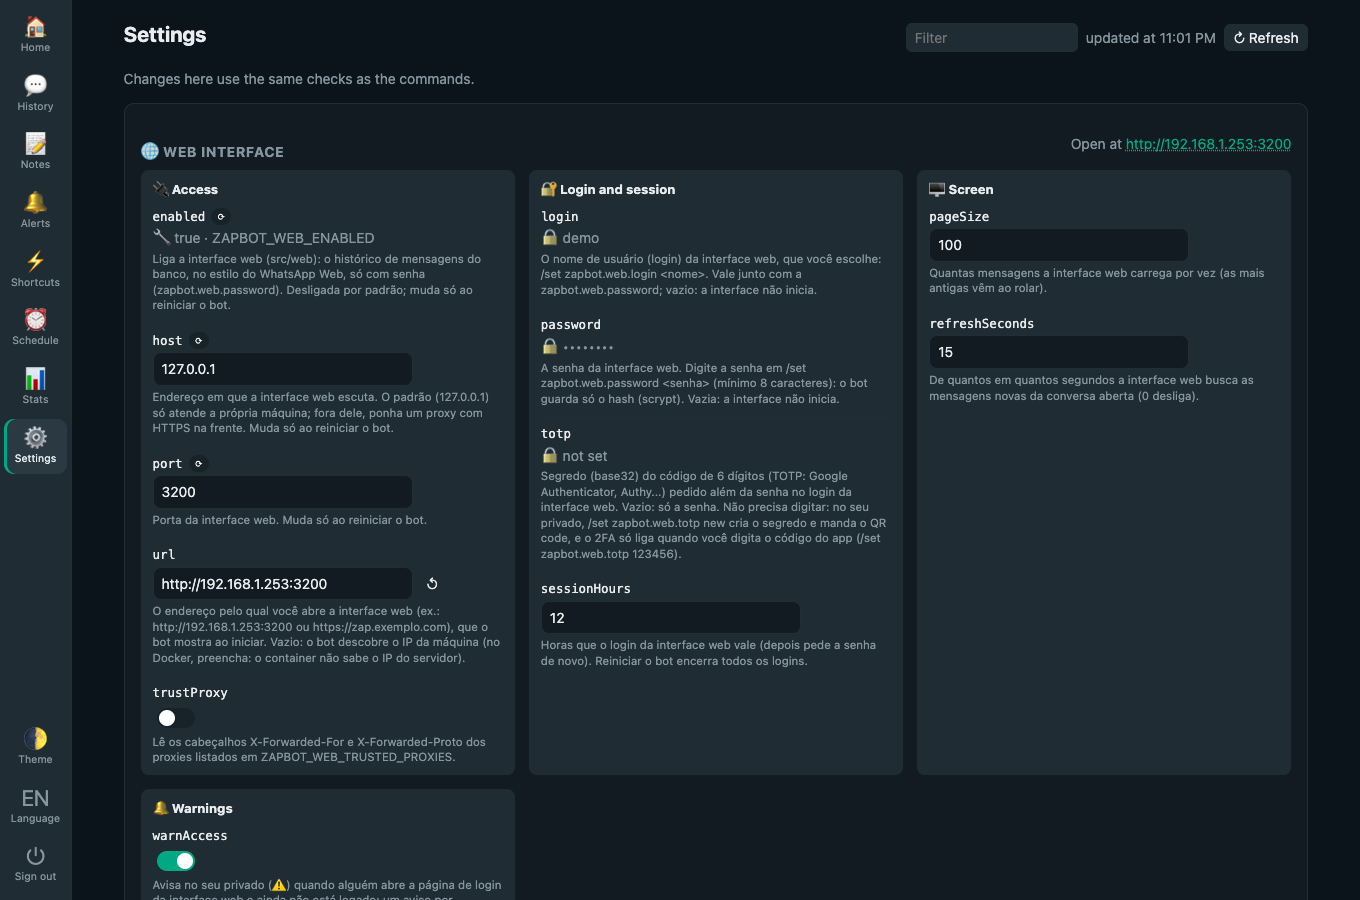 Home
History
Notes
Alerts
Shortcuts
Schedule
Stats
Settings
Theme
EN
Language
Sign out
Settings
Filter
updated at 11:01 PM
Refresh
Changes here use the same checks as the commands.
WEB INTERFACE
Open at http://192.168.1.253:3200
Access
enabled
true · ZAPBOT_WEB_ENABLED
Liga a interface web (src/web): o histórico de mensagens do
banco, no estilo do WhatsApp Web, só com senha
(zapbot.web.password). Desligada por padrão; muda só ao
reiniciar o bot.
host
127.0.0.1
Endereço em que a interface web escuta. O padrão (127.0.0.1)
só atende a própria máquina; fora dele, ponha um proxy com
HTTPS na frente. Muda só ao reiniciar o bot.
port
3200
Porta da interface web. Muda só ao reiniciar o bot.
url
http://192.168.1.253:3200
O endereço pelo qual você abre a interface web (ex.:
http://192.168.1.253:3200 ou https://zap.exemplo.com), que o
bot mostra ao iniciar. Vazio: o bot descobre o IP da máquina (no
Docker, preencha: o container não sabe o IP do servidor).
trustProxy
Lê os cabeçalhos X-Forwarded-For e X-Forwarded-Proto dos
proxies listados em ZAPBOT_WEB_TRUSTED_PROXIES.
Login and session
login
demo
O nome de usuário (login) da interface web, que você escolhe:
/set zapbot.web.login <nome>. Vale junto com a
zapbot.web.password; vazio: a interface não inicia.
password
••••••••
A senha da interface web. Digite a senha em /set
zapbot.web.password <senha> (mínimo 8 caracteres): o bot
guarda só o hash (scrypt). Vazia: a interface não inicia.
totp
not set
Segredo (base32) do código de 6 dígitos (TOTP: Google
Authenticator, Authy...) pedido além da senha no login da
interface web. Vazio: só a senha. Não precisa digitar: no seu
privado, /set zapbot.web.totp new cria o segredo e manda o QR
code, e o 2FA só liga quando você digita o código do app (/set
zapbot.web.totp 123456).
sessionHours
12
Horas que o login da interface web vale (depois pede a senha
de novo). Reiniciar o bot encerra todos os logins.
Screen
pageSize
100
Quantas mensagens a interface web carrega por vez (as mais
antigas vêm ao rolar).
refreshSeconds
15
De quantos em quantos segundos a interface web busca as
mensagens novas da conversa aberta (0 desliga).
Warnings
warnAccess
Avisa no seu privado (⚠️) quando alguém abre a página de login
da interface web e ainda não está logado: um aviso por